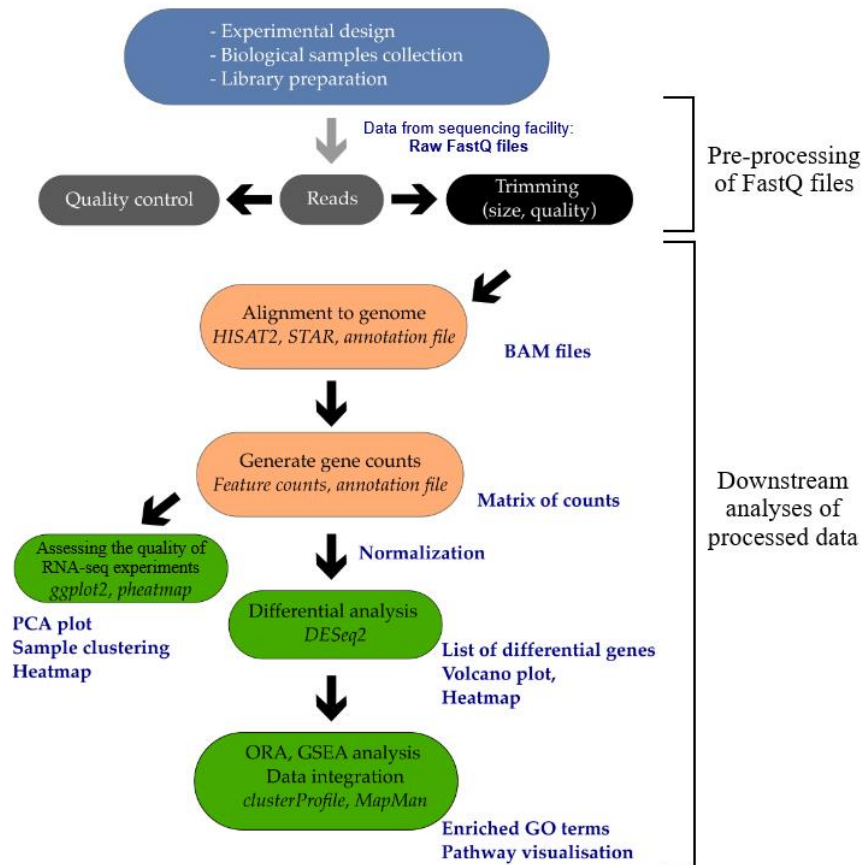 - Experimental design
- Biological samples collection
- Library preparation
Data from sequencing facility:
Raw FastQ files
Quality control
Reads
Trimming
(size, quality)
Pre-processing
of FastQ files
Alignment to genome
HISAT2, STAR, annotation file
BAM files
Generate gene counts
Feature counts, annotation file
Matrix of counts
Downstream
analyses of
processed data
Assessing the quality of
RNA-seq experiments
ggplot2, pheatmap
PCA plot
Sample clustering
Heatmap
Normalization
Differential analysis
DESeq2
List of differential genes
Volcano plot,
Heatmap
ORA, GSEA analysis
Data integration
clusterProfile, MapMan
Enriched GO terms
Pathway visualisation